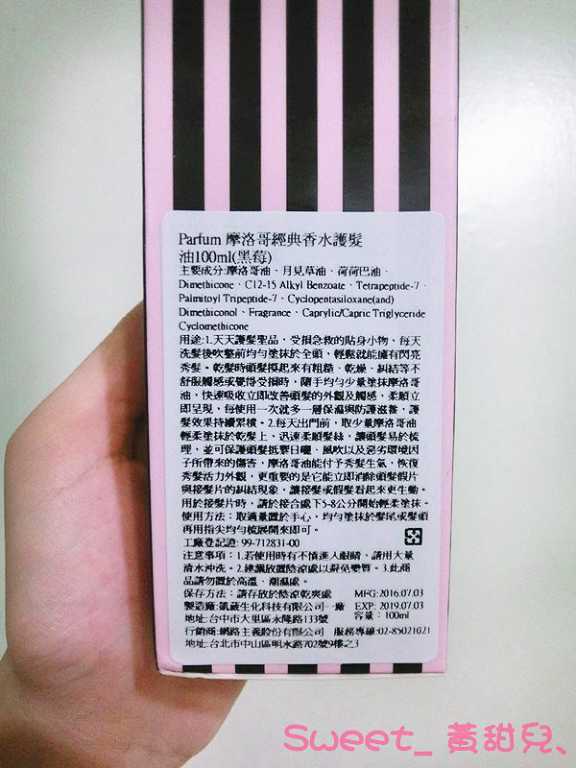 Parfum 摩洛哥經典香水護髮
油100ml(黑莓)
主要成分:摩洛哥油、月見草油、荷荷巴油、
Dimethicone、C12-15 Alkyl Benzoate、Tetrapeptide-7、
Palmitoyl Tripeptide-7、Cyclopentasiloxane(and)
Dimethiconol、Fragrance、Caprylic/Capric Triglyceride
Cyclomethicone
用途:1.天天護髮聖品，受損急救的貼身小物，每天
洗髮後吹整前均勻塗抹於全頭，輕鬆就能擁有閃亮
秀髮。乾髮時頭髮摸起來有粗糙、乾燥、糾結等不
舒服觸感或覺得受損時，隨手均勻少量塗抹摩洛哥
油，快速吸收立即改善頭髮的外觀及觸感，柔順立
即呈現，每使用一次就多一層保濕與防護滋養，護
髮效果持續累積。2.每天出門前，取少量摩洛哥油
輕柔塗抹於乾髮上，迅速柔順髮絲，讓頭髮易於梳
理，並可保護頭髮抵禦日曬、風吹以及惡劣環境因
子所帶來的傷害，摩洛哥油能付予秀髮生氣，恢復
秀髮活力外觀，更重要的是它能立即消除頭髮假片
與接髮片的糾結現象，讓接髮或假髮看起來更生動。
用於接髮片時，請於接合處下5-8公分開始輕柔塗抹。
使用方法：取適量置於手心，均勻塗抹於髮尾或髮頭
再用指尖均勻梳展開來即可。
工廠登記證: 99-712831-00
注意事項：1.若使用時有不慎進入眼睛，請用大量
清水沖洗。2.建議放置陰涼處以避免變質。3.此商
品請勿置於高溫、潮濕處。
保存方法：請存放於陰涼乾爽處 MFG:2016.07.03
製造廠:凱葳生化科技有限公司一廠 EXP: 2019.07.03
地址:台中市大里區永隆路133號 容量：100ml
行銷商:網路主義股份有限公司 服務專線:02-85021621
地址:台北市中山區明水路702號9樓之3
Sweet_ 黃甜兒、